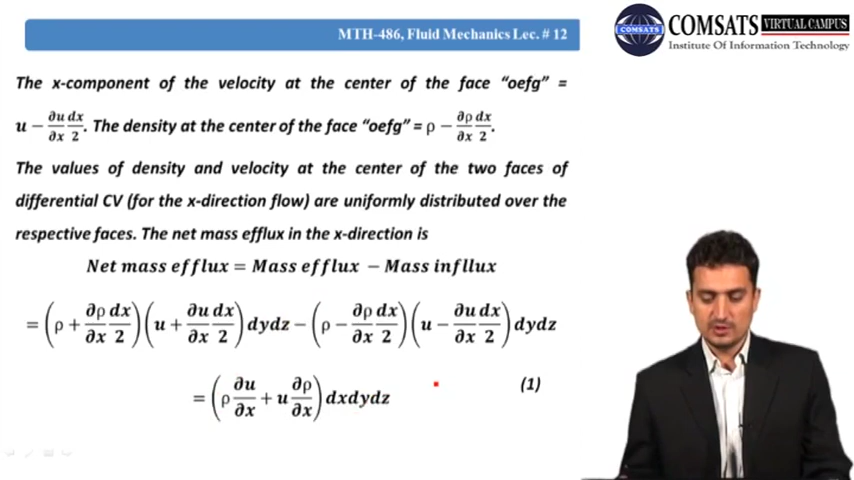 MTH-486, Fluid Mechanics Lec. # 12
COMSATS VIRTUAL CAMPUS
Institute Of Information Technology
COMSATS
The x-component of the velocity at the center of the face “oefg” =
u − ∂u/∂x dx/2. The density at the center of the face “oefg” = ρ − ∂ρ/∂x dx/2.
The values of density and velocity at the center of the two faces of
differential CV (for the x-direction flow) are uniformly distributed over the
respective faces. The net mass efflux in the x-direction is
Net mass efflux = Mass efflux − Mass infllux
= (ρ + ∂ρ/∂x dx/2)(u + ∂u/∂x dx/2) dydz − (ρ − ∂ρ/∂x dx/2)(u − ∂u/∂x dx/2) dydz
= (ρ ∂u/∂x + u ∂ρ/∂x) dxdydz (1)